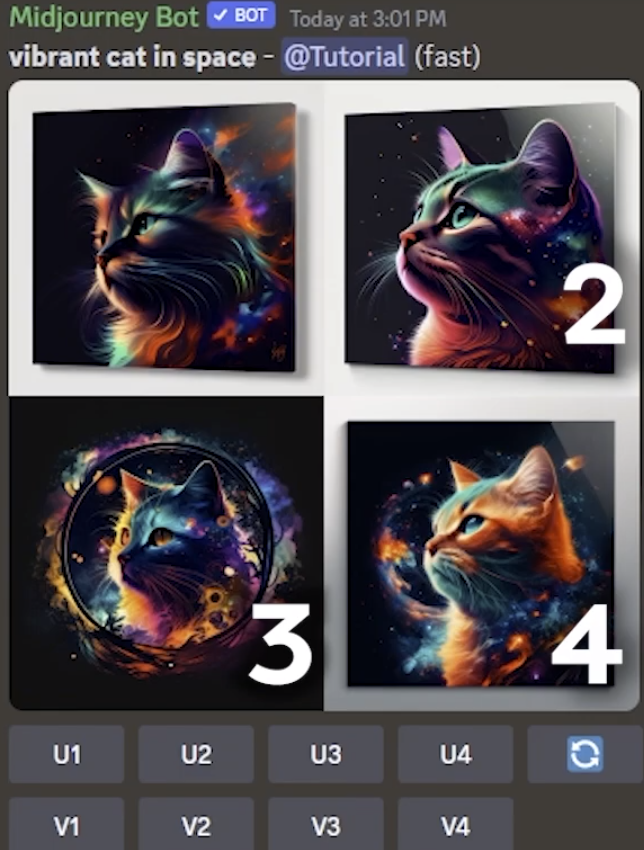 Midjourney Bot ✓ BOT Today at 3:01 PM
vibrant cat in space - @Tutorial (fast)
2
3
4
U1 U2 U3 U4
V1 V2 V3 V4